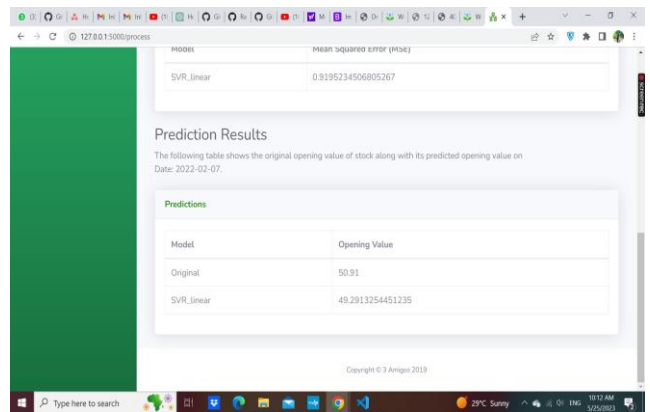 127.0.0.1:5000/process
Model Mean Squared Error (MSE)
SVR_linear 0.9195234506805267
Prediction Results
The following table shows the original opening value of stock along with its predicted opening value on
Date: 2022-02-07.
Predictions
Model Opening Value
Original 50.91
SVR_linear 49.2913254451235
Copyright © 3 Amigos 2019
Type here to search 29°C Sunny ENG 10:12 AM
5/25/2023